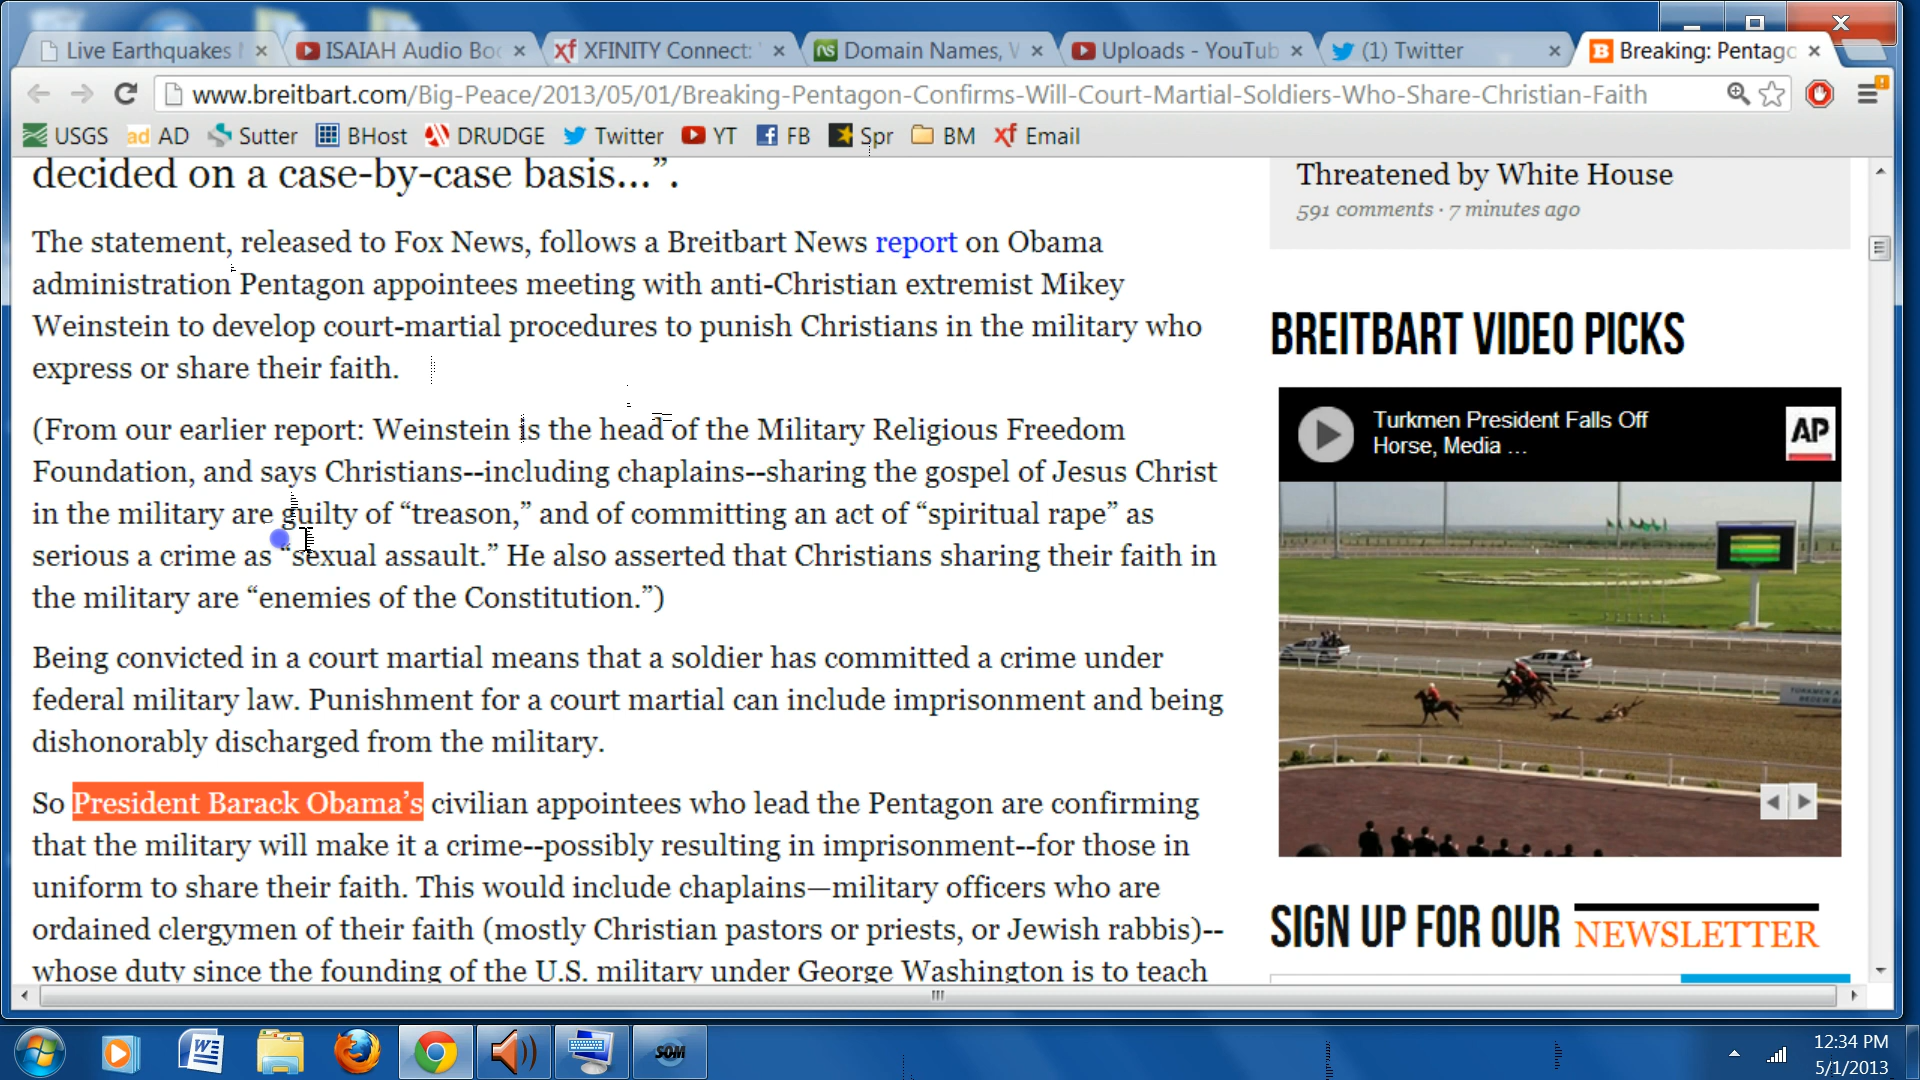 Live Earthquakes
ISAIAH Audio Boo
XFINITY Connect:
Domain Names, W
Uploads - YouTub
(1) Twitter
Breaking: Pentago
www.breitbart.com/Big-Peace/2013/05/01/Breaking-Pentagon-Confirms-Will-Court-Martial-Soldiers-Who-Share-Christian-Faith
USGS
ad AD
Sutter
BHost
DRUDGE
Twitter
YT
FB
Spr
BM
xf Email
decided on a case-by-case basis…”.
The statement, released to Fox News, follows a Breitbart News report on Obama
administration Pentagon appointees meeting with anti-Christian extremist Mikey
Weinstein to develop court-martial procedures to punish Christians in the military who
express or share their faith.
(From our earlier report: Weinstein is the head of the Military Religious Freedom
Foundation, and says Christians--including chaplains--sharing the gospel of Jesus Christ
in the military are guilty of “treason,” and of committing an act of “spiritual rape” as
serious a crime as “sexual assault.” He also asserted that Christians sharing their faith in
the military are “enemies of the Constitution.”)
Being convicted in a court martial means that a soldier has committed a crime under
federal military law. Punishment for a court martial can include imprisonment and being
dishonorably discharged from the military.
So President Barack Obama’s civilian appointees who lead the Pentagon are confirming
that the military will make it a crime--possibly resulting in imprisonment--for those in
uniform to share their faith. This would include chaplains—military officers who are
ordained clergymen of their faith (mostly Christian pastors or priests, or Jewish rabbis)--
whose duty since the founding of the U.S. military under George Washington is to teach
Threatened by White House
591 comments · 7 minutes ago
BREITBART VIDEO PICKS
Turkmen President Falls Off
Horse, Media ...
AP
SIGN UP FOR OUR NEWSLETTER
SOM
12:34 PM
5/1/2013